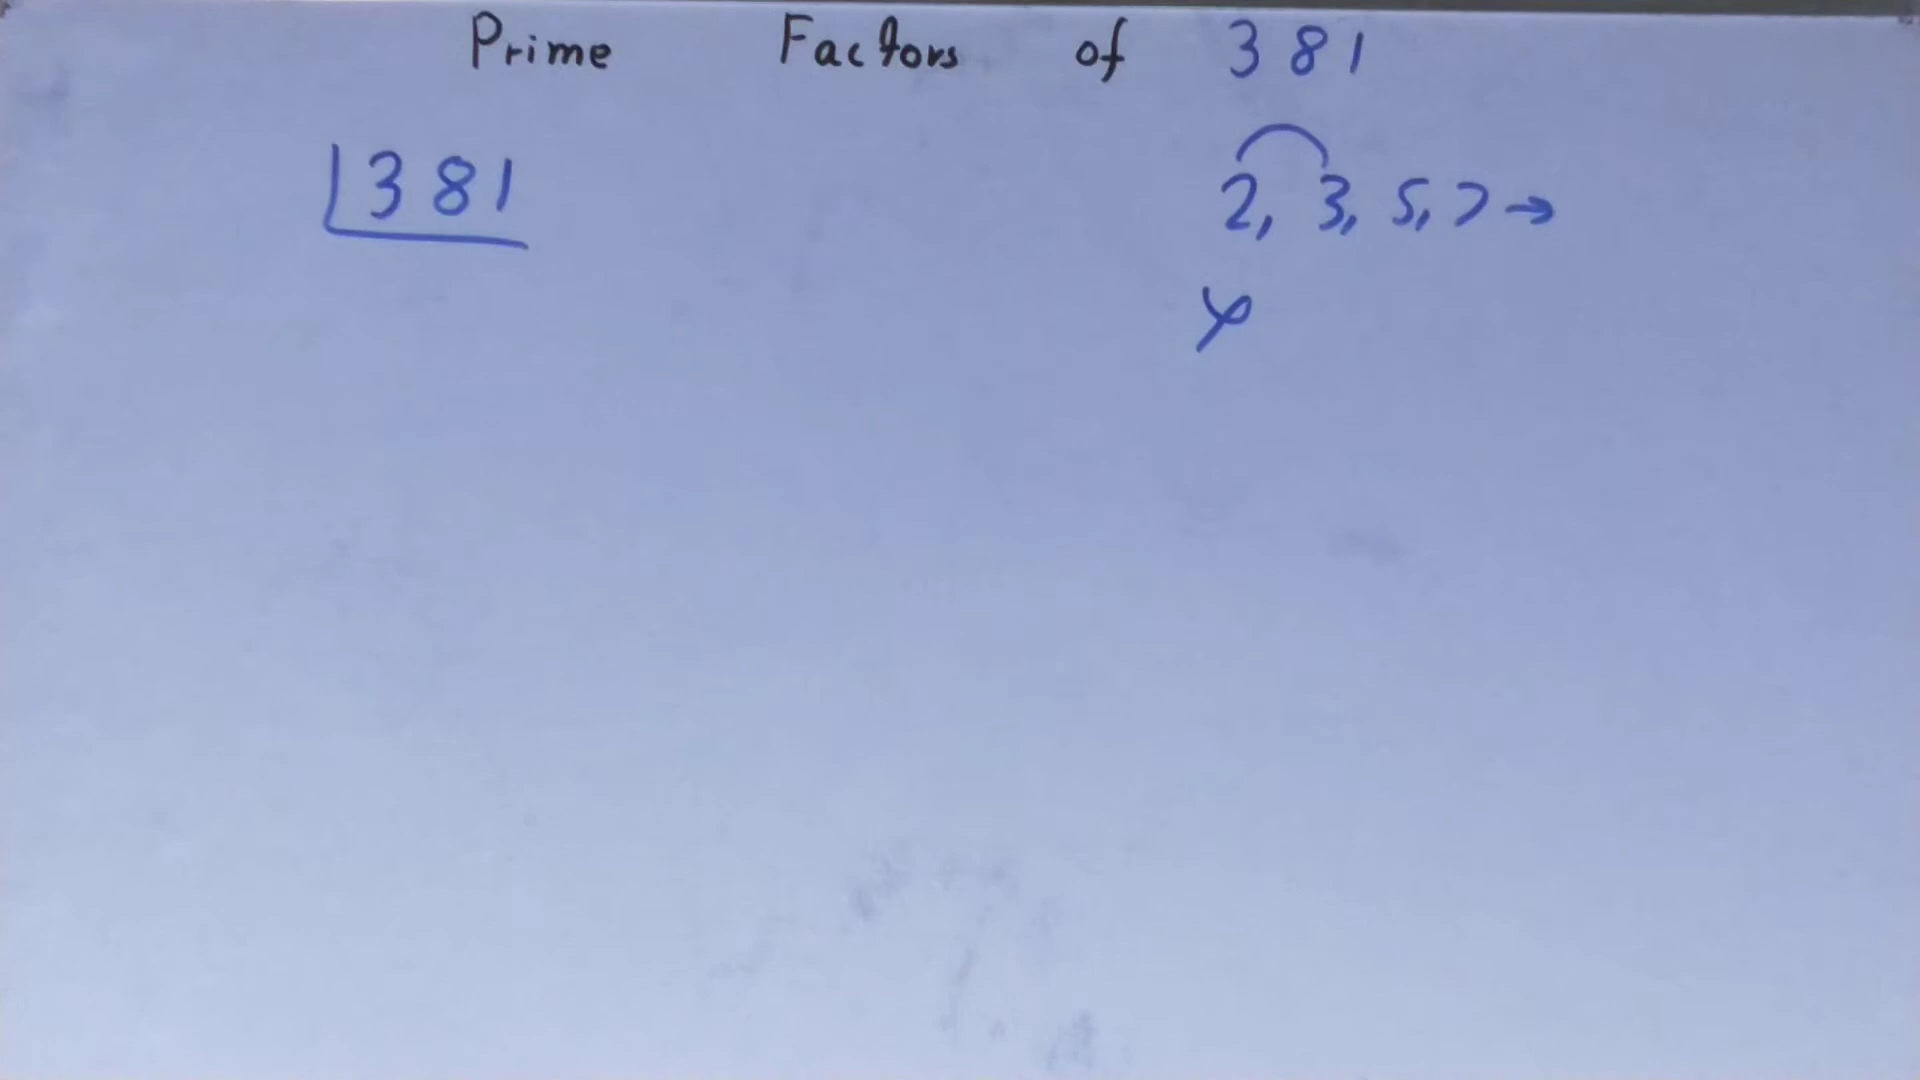 Prime Factors of 381
381
2, 3, 5, 7 →